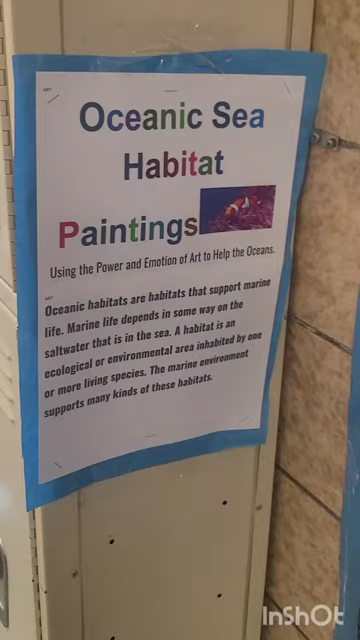 Oceanic Sea
Habitat
Paintings
Using the Power and Emotion of Art to Help the Oceans.
Oceanic habitats are habitats that support marine
life. Marine life depends in some way on the
saltwater that is in the sea. A habitat is an
ecological or environmental area inhabited by one
or more living species. The marine environment
supports many kinds of these habitats.
InShOt